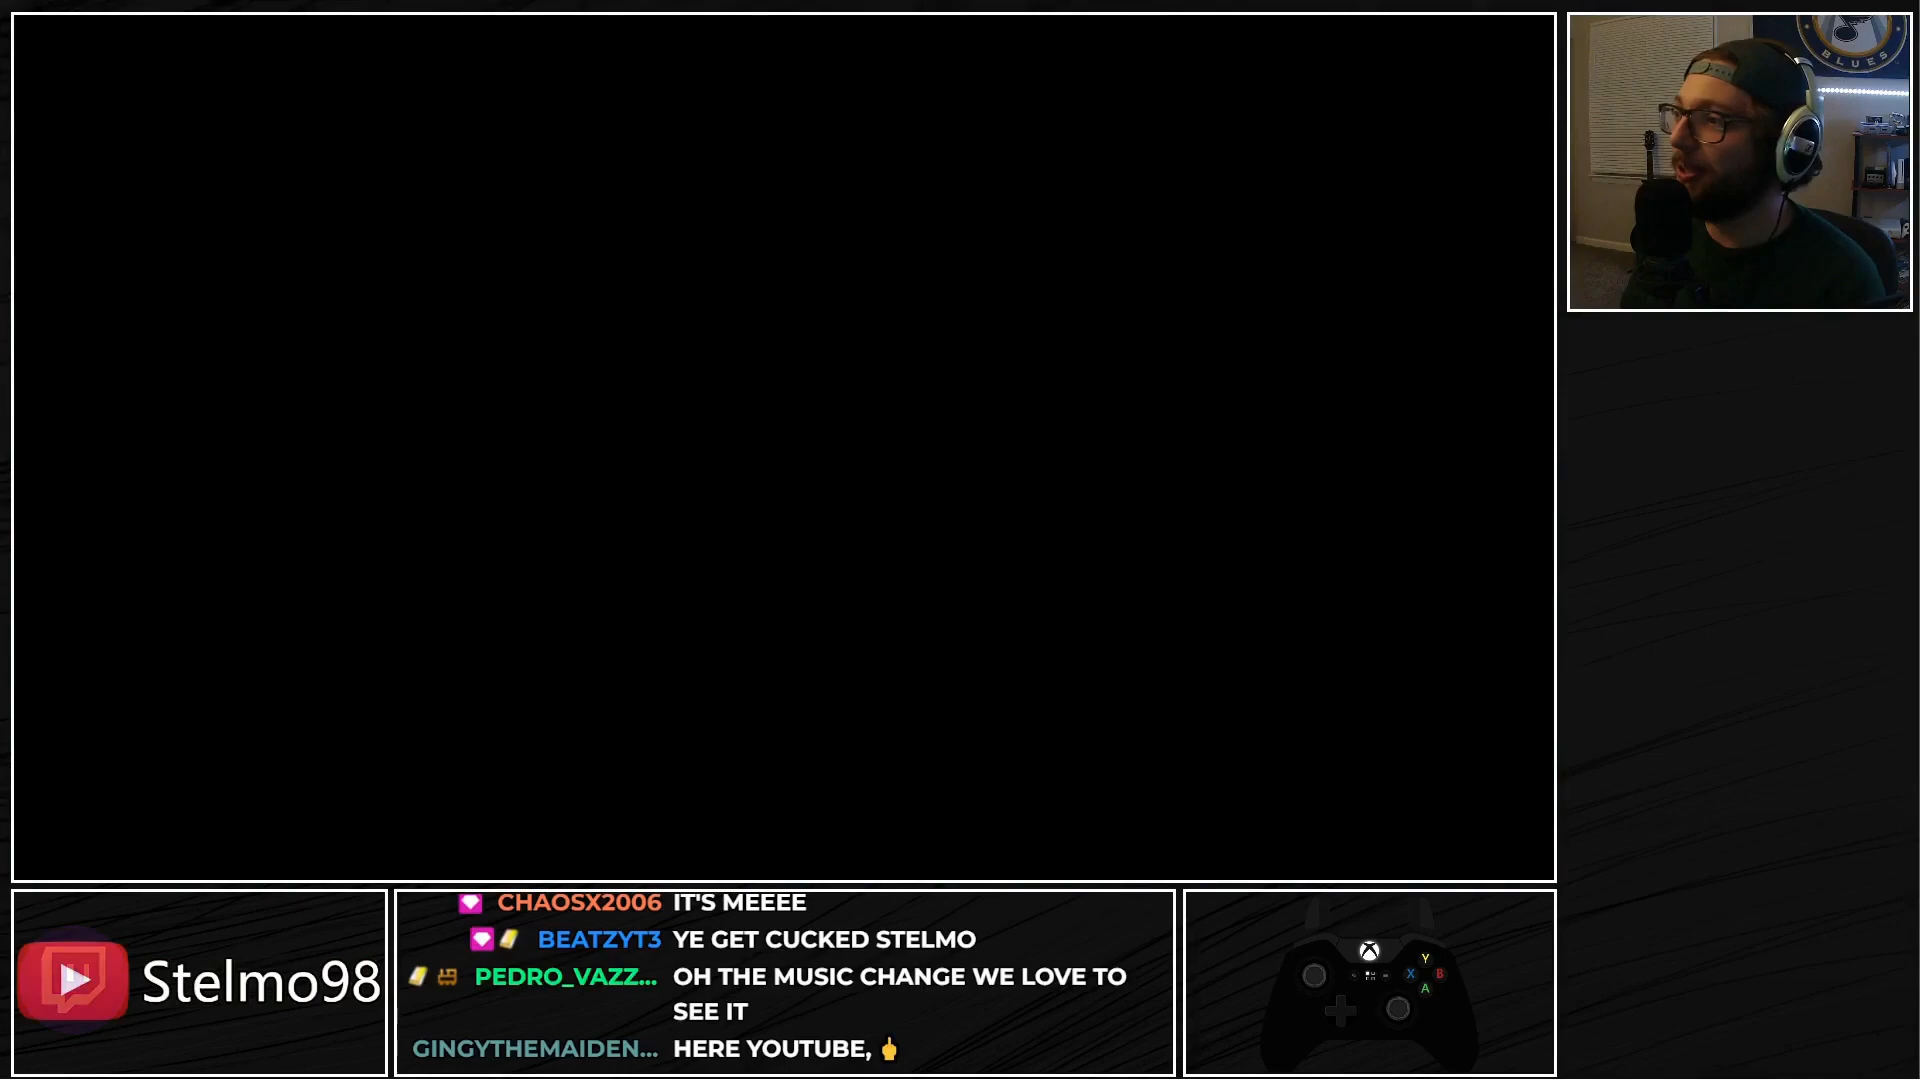 BLUES
CHAOSX2006 IT'S MEEEE
BEATZYT3 YE GET CUCKED STELMO
PEDRO_VAZZ... OH THE MUSIC CHANGE WE LOVE TO
SEE IT
GINGYTHEMAIDEN... HERE YOUTUBE, 🖕
Stelmo98
Y
X B
A